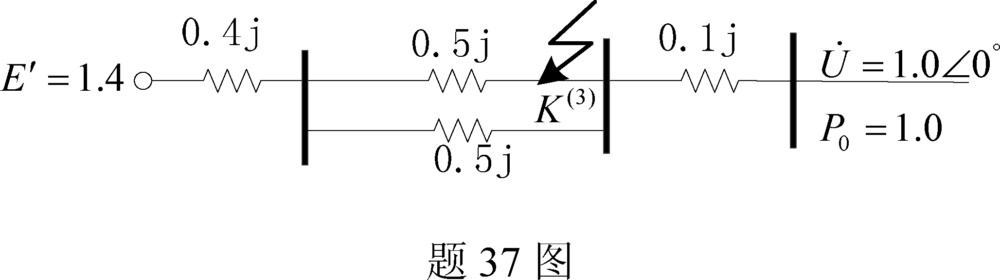 0.4j
0.5j
0.1j
E′ = 1.4
U̇ = 1.0∠0°
K⁽³⁾
P₀ = 1.0
0.5j
题 37 图